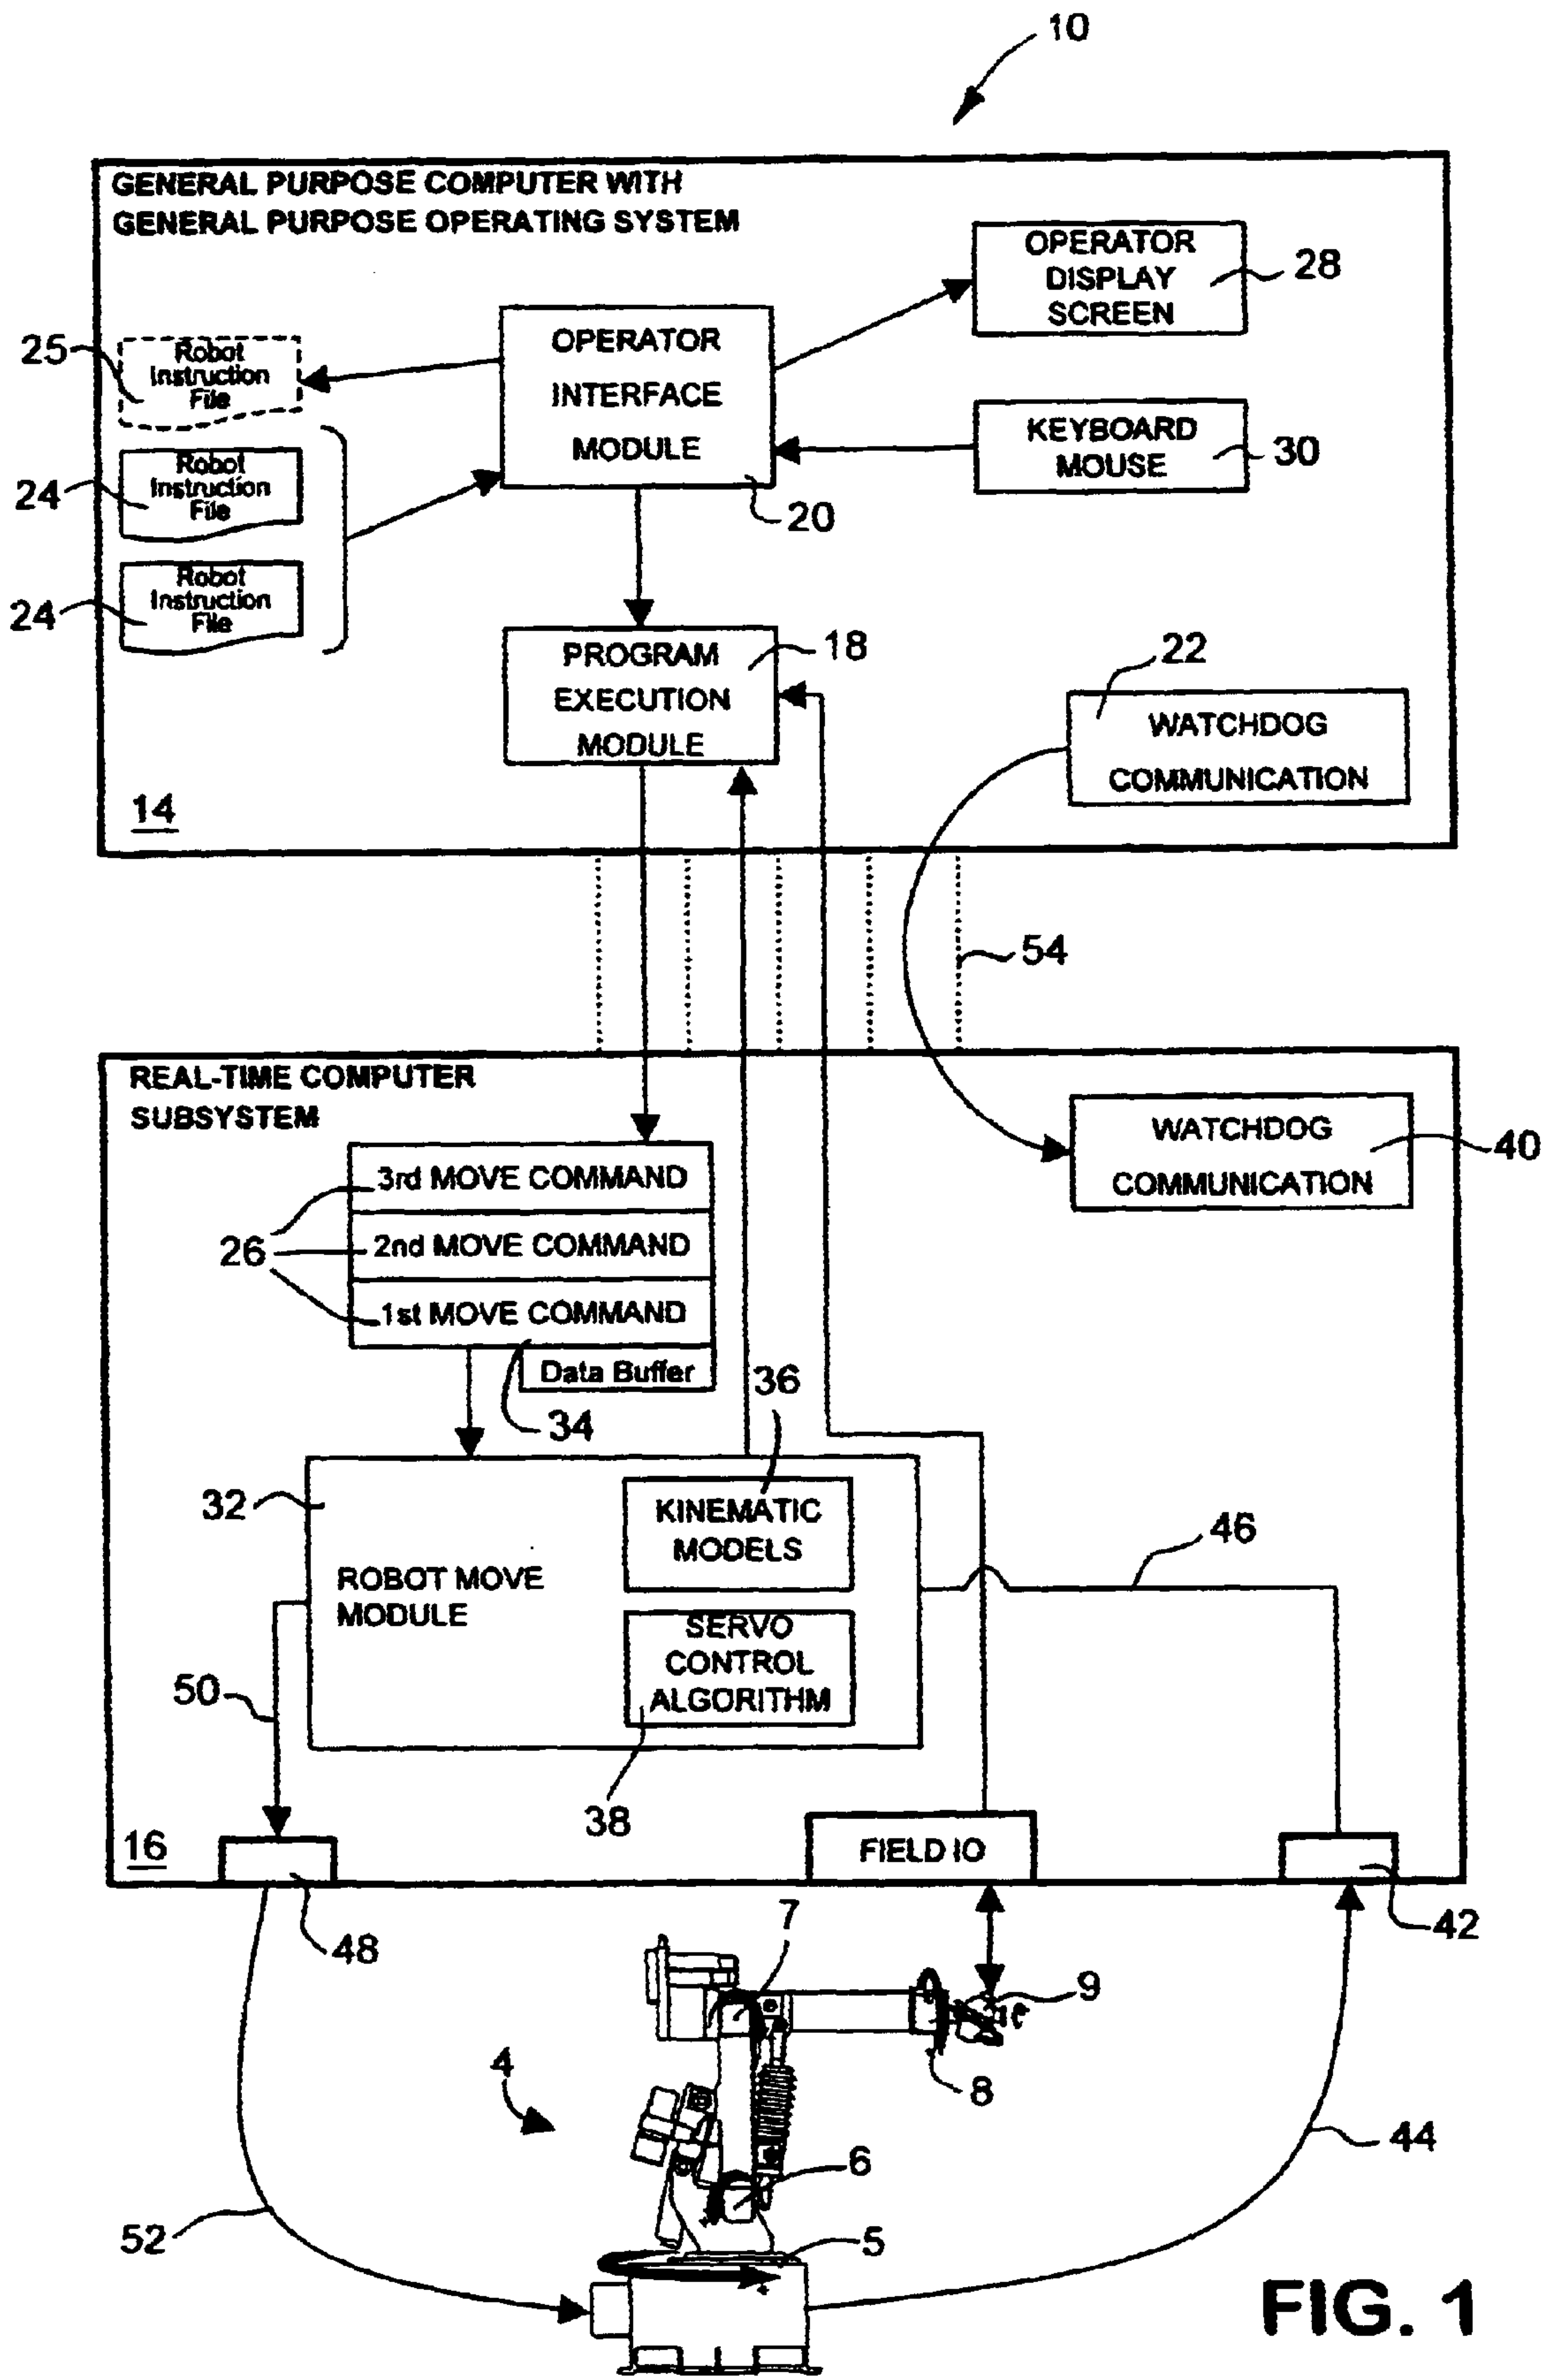 10
GENERAL PURPOSE COMPUTER WITH
GENERAL PURPOSE OPERATING SYSTEM
OPERATOR
DISPLAY
SCREEN
28
25
Robot
Instruction
File
OPERATOR
INTERFACE
MODULE
20
KEYBOARD
MOUSE
30
24
Robot
Instruction
File
24
Robot
Instruction
File
PROGRAM
EXECUTION
MODULE
18
22
WATCHDOG
COMMUNICATION
14
54
REAL-TIME COMPUTER
SUBSYSTEM
WATCHDOG
COMMUNICATION
40
3rd MOVE COMMAND
2nd MOVE COMMAND
1st MOVE COMMAND
26
Data Buffer
34
36
32
KINEMATIC
MODELS
ROBOT MOVE
MODULE
46
SERVO
CONTROL
ALGORITHM
50
38
16
FIELD IO
48
7
42
9
4
8
44
6
52
5
FIG. 1